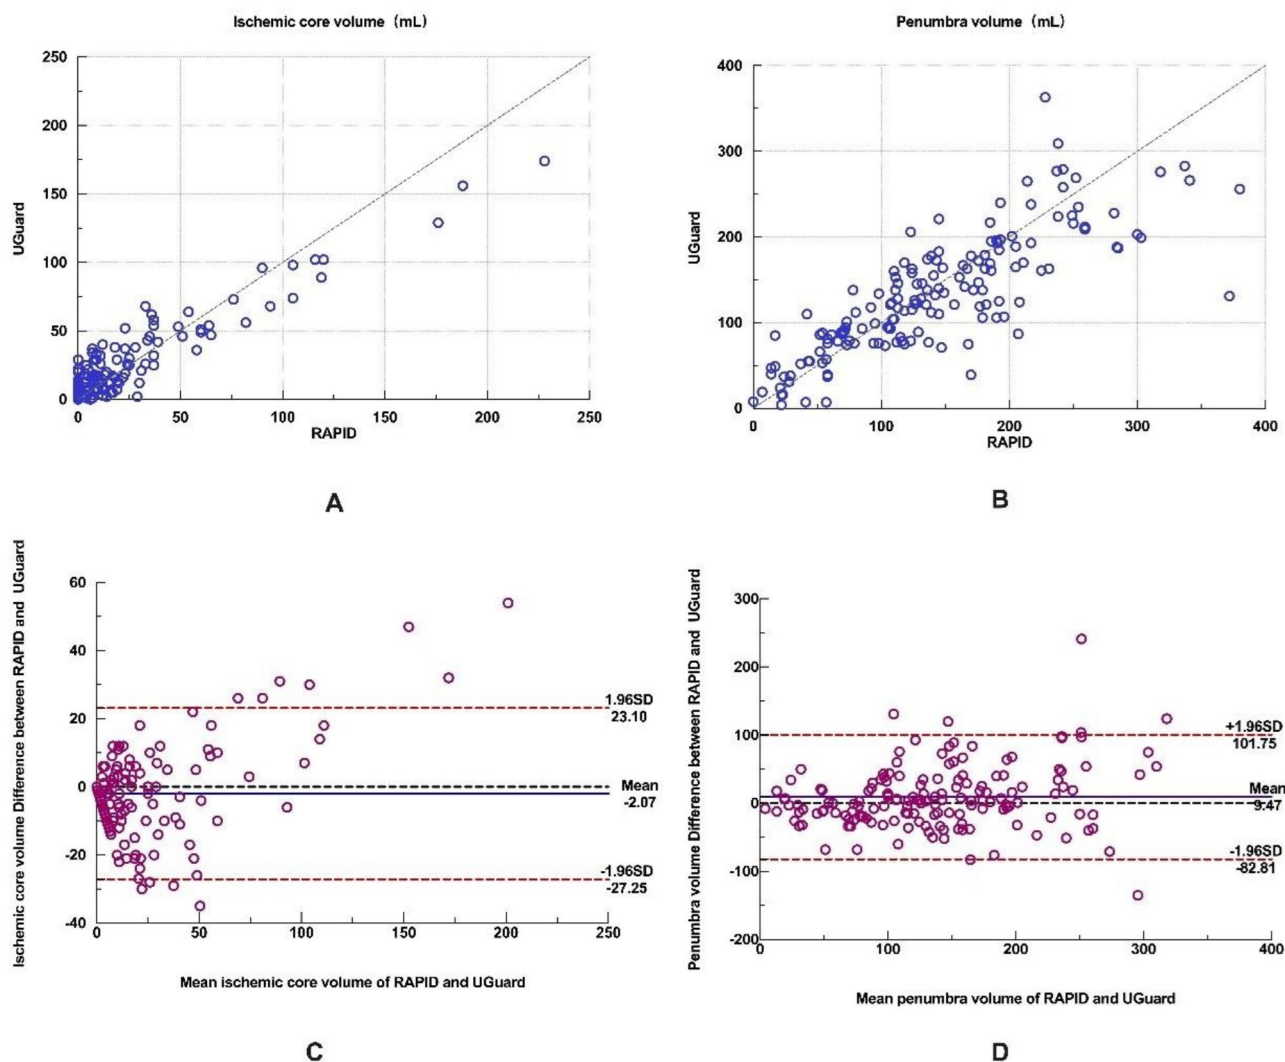 Ischemic core volume (mL)
250
200
150
100
50
0
UGuard
0 50 100 150 200 250
RAPID
A
Penumbra volume (mL)
400
300
200
100
0
UGuard
0 100 200 300 400
RAPID
B
Ischemic core volume Difference between RAPID and UGuard
60
40
20
0
-20
-40
1.96SD
23.10
Mean
-2.07
-1.96SD
-27.25
0 50 100 150 200 250
Mean ischemic core volume of RAPID and UGuard
C
Penumbra volume Difference between RAPID and UGuard
300
200
100
0
-100
-200
+1.96SD
101.75
Mean
9.47
-1.96SD
-82.81
0 100 200 300 400
Mean penumbra volume of RAPID and UGuard
D